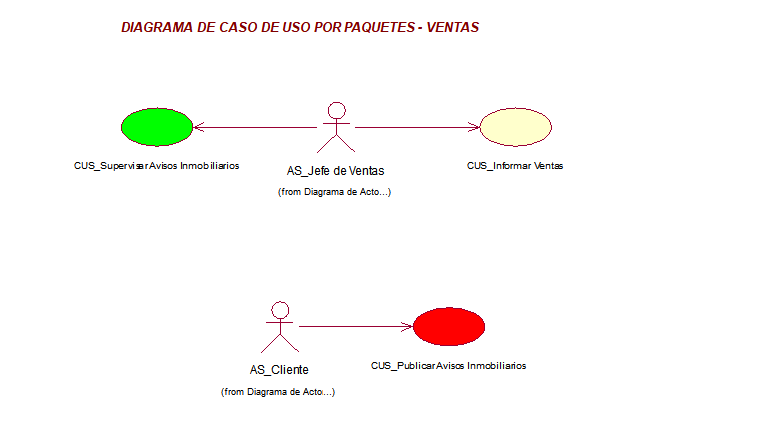 DIAGRAMA DE CASO DE USO POR PAQUETES - VENTAS
CUS_Supervisar Avisos Inmobiliarios
AS_Jefe de Ventas
(from Diagrama de Acto...)
CUS_Informar Ventas
AS_Cliente
(from Diagrama de Acto...)
CUS_Publicar Avisos Inmobiliarios